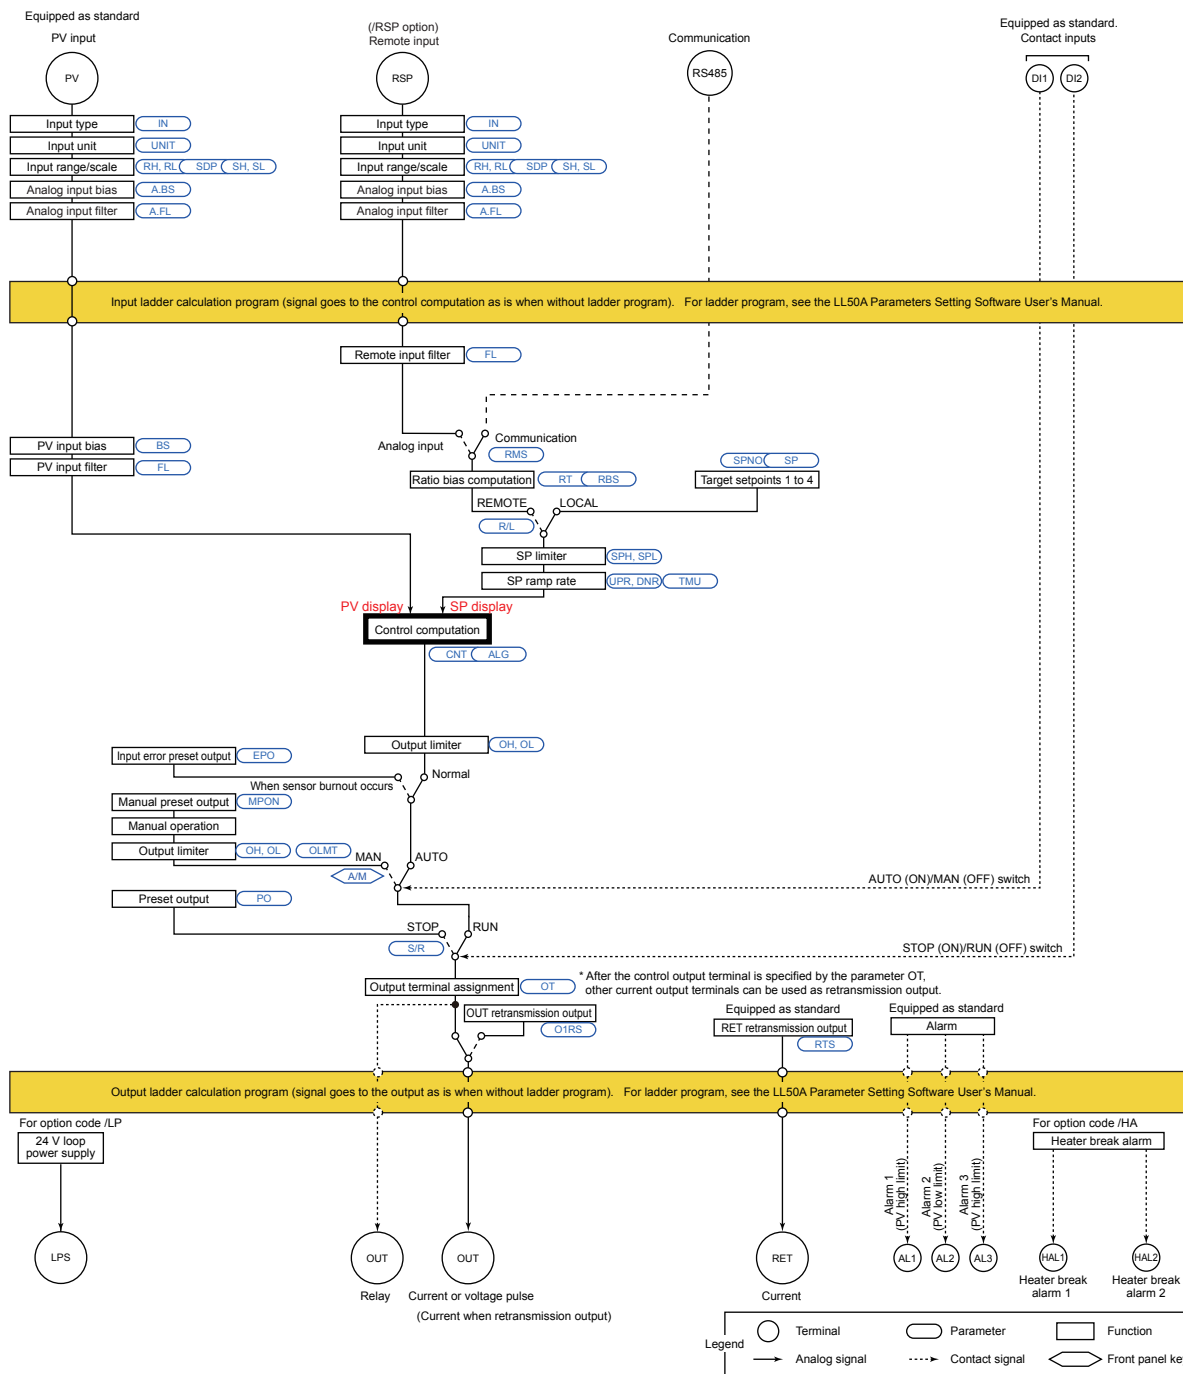 Equipped as standard
PV input
(/RSP option)
Remote input
Communication
Equipped as standard.
Contact inputs
PV
RSP
RS485
DI1
DI2
Input type
IN
Input type
IN
Input unit
UNIT
Input unit
UNIT
Input range/scale
RH, RL
SDP
SH, SL
Input range/scale
RH, RL
SDP
SH, SL
Analog input bias
A.BS
Analog input bias
A.BS
Analog input filter
A.FL
Analog input filter
A.FL
Input ladder calculation program (signal goes to the control computation as is when without ladder program). For ladder program, see the LL50A Parameters Setting Software User's Manual.
Remote input filter
FL
PV input bias
BS
PV input filter
FL
Analog input
Communication
RMS
Ratio bias computation
RT
RBS
SPNO
SP
Target setpoints 1 to 4
REMOTE
LOCAL
R/L
SP limiter
SPH, SPL
SP ramp rate
UPR, DNR
TMU
PV display
SP display
Control computation
CNT
ALG
Output limiter
OH, OL
Input error preset output
EPO
Normal
When sensor burnout occurs
Manual preset output
MPON
Manual operation
Output limiter
OH, OL
OLMT
MAN
AUTO
A/M
AUTO (ON)/MAN (OFF) switch
Preset output
PO
STOP
RUN
S/R
STOP (ON)/RUN (OFF) switch
Output terminal assignment
OT
* After the control output terminal is specified by the parameter OT,
other current output terminals can be used as retransmission output.
OUT retransmission output
O1RS
Equipped as standard
RET retransmission output
RTS
Equipped as standard
Alarm
Output ladder calculation program (signal goes to the output as is when without ladder program). For ladder program, see the LL50A Parameter Setting Software User's Manual.
For option code /LP
24 V loop
power supply
For option code /HA
Heater break alarm
Alarm 1
(PV high limit)
Alarm 2
(PV low limit)
Alarm 3
(PV high limit)
LPS
OUT
OUT
RET
AL1
AL2
AL3
HAL1
HAL2
Relay
Current or voltage pulse
(Current when retransmission output)
Current
Heater break
alarm 1
Heater break
alarm 2
Legend
Terminal
Parameter
Function
Analog signal
Contact signal
Front panel key